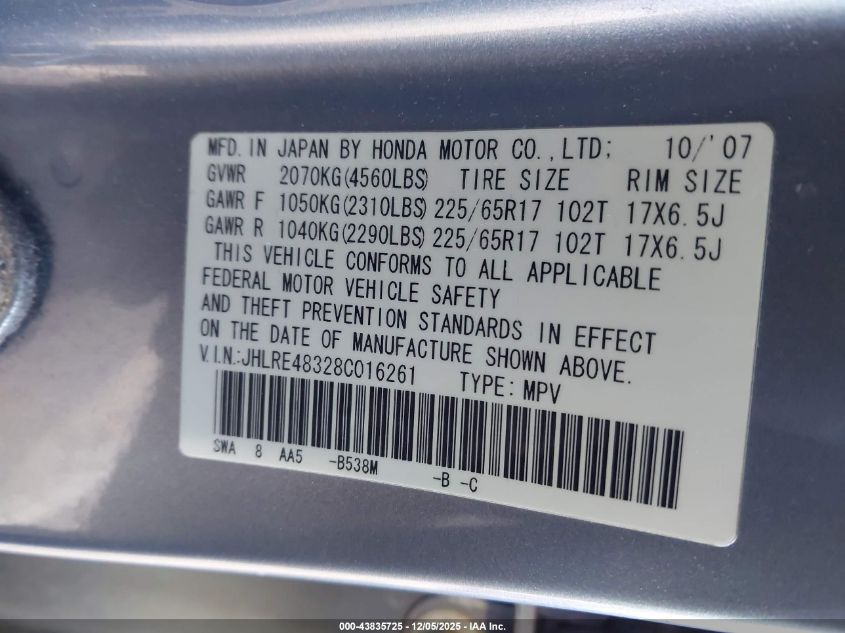 MFD. IN JAPAN BY HONDA MOTOR CO.,LTD; 10/'07
GVWR 2070KG(4560LBS) TIRE SIZE RIM SIZE
GAWR F 1050KG(2310LBS) 225/65R17 102T 17X6.5J
GAWR R 1040KG(2290LBS) 225/65R17 102T 17X6.5J
THIS VEHICLE CONFORMS TO ALL APPLICABLE
FEDERAL MOTOR VEHICLE SAFETY
AND THEFT PREVENTION STANDARDS IN EFFECT
ON THE DATE OF MANUFACTURE SHOWN ABOVE.
V.I.N.:JHLRE48328C016261 TYPE: MPV
SWA 8 AA5 -B538M -B -C
000-43835725 - 12/05/2025 - IAA Inc.